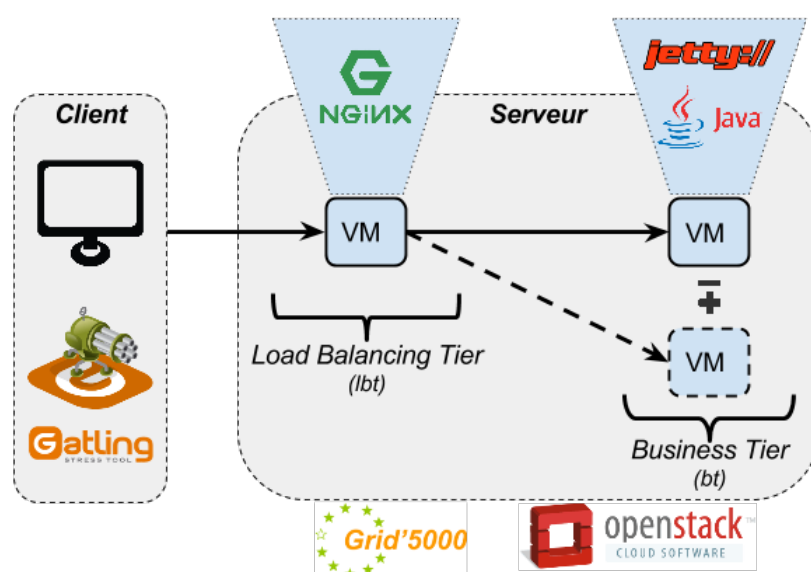 Client
Serveur
NGiNX
jetty://
Java
VM
VM
VM
Load Balancing Tier
(lbt)
Business Tier
(bt)
Gatling
STRESS TOOL
Grid'5000
openstack™
CLOUD SOFTWARE